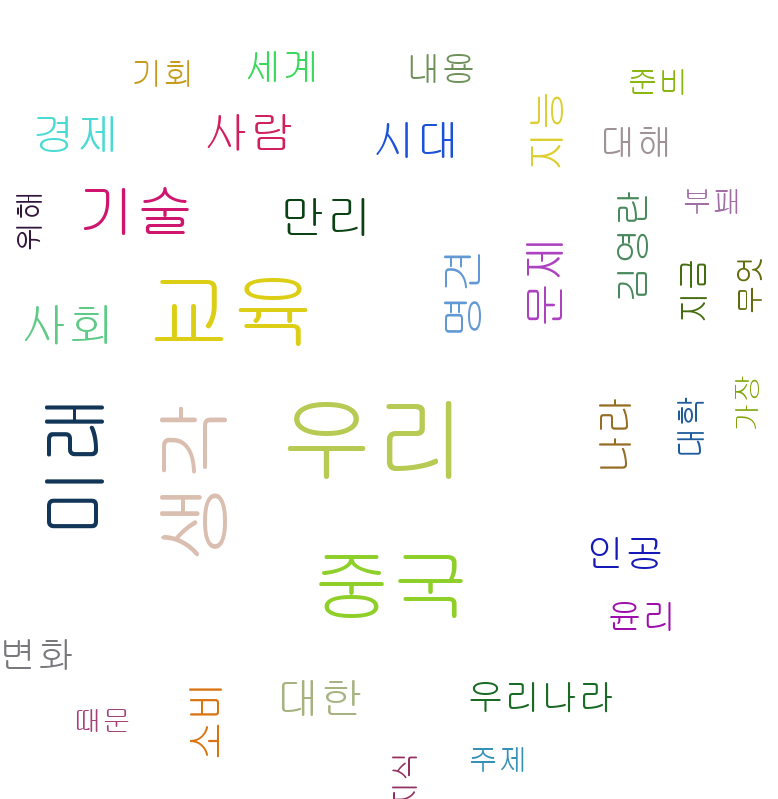 기회
세계
내용
준비
경제
사람
시대
지능
대해
위해
기술
만리
부패
김영란
교육
명견
문제
지금
무엇
사회
미래
생각
우리
나라
대학
가장
중국
인공
윤리
변화
때문
소비
대한
우리나라
주제
지식